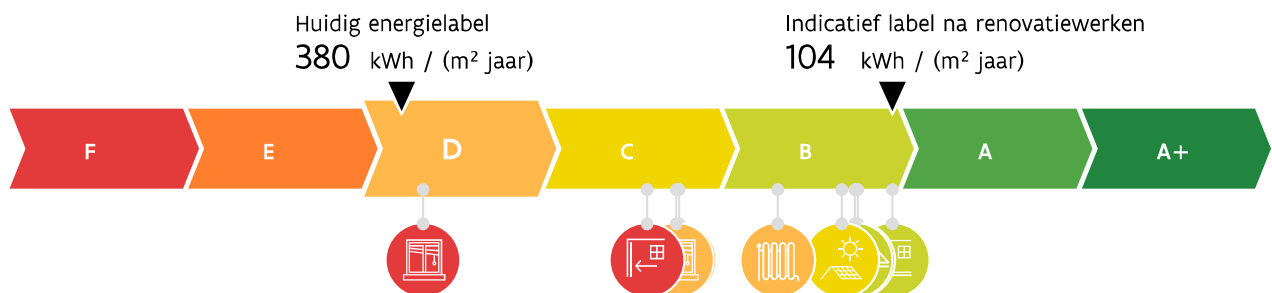 Huidig energielabel
380 kWh / (m² jaar)
Indicatief label na renovatiewerken
104 kWh / (m² jaar)
F E D C B A A+